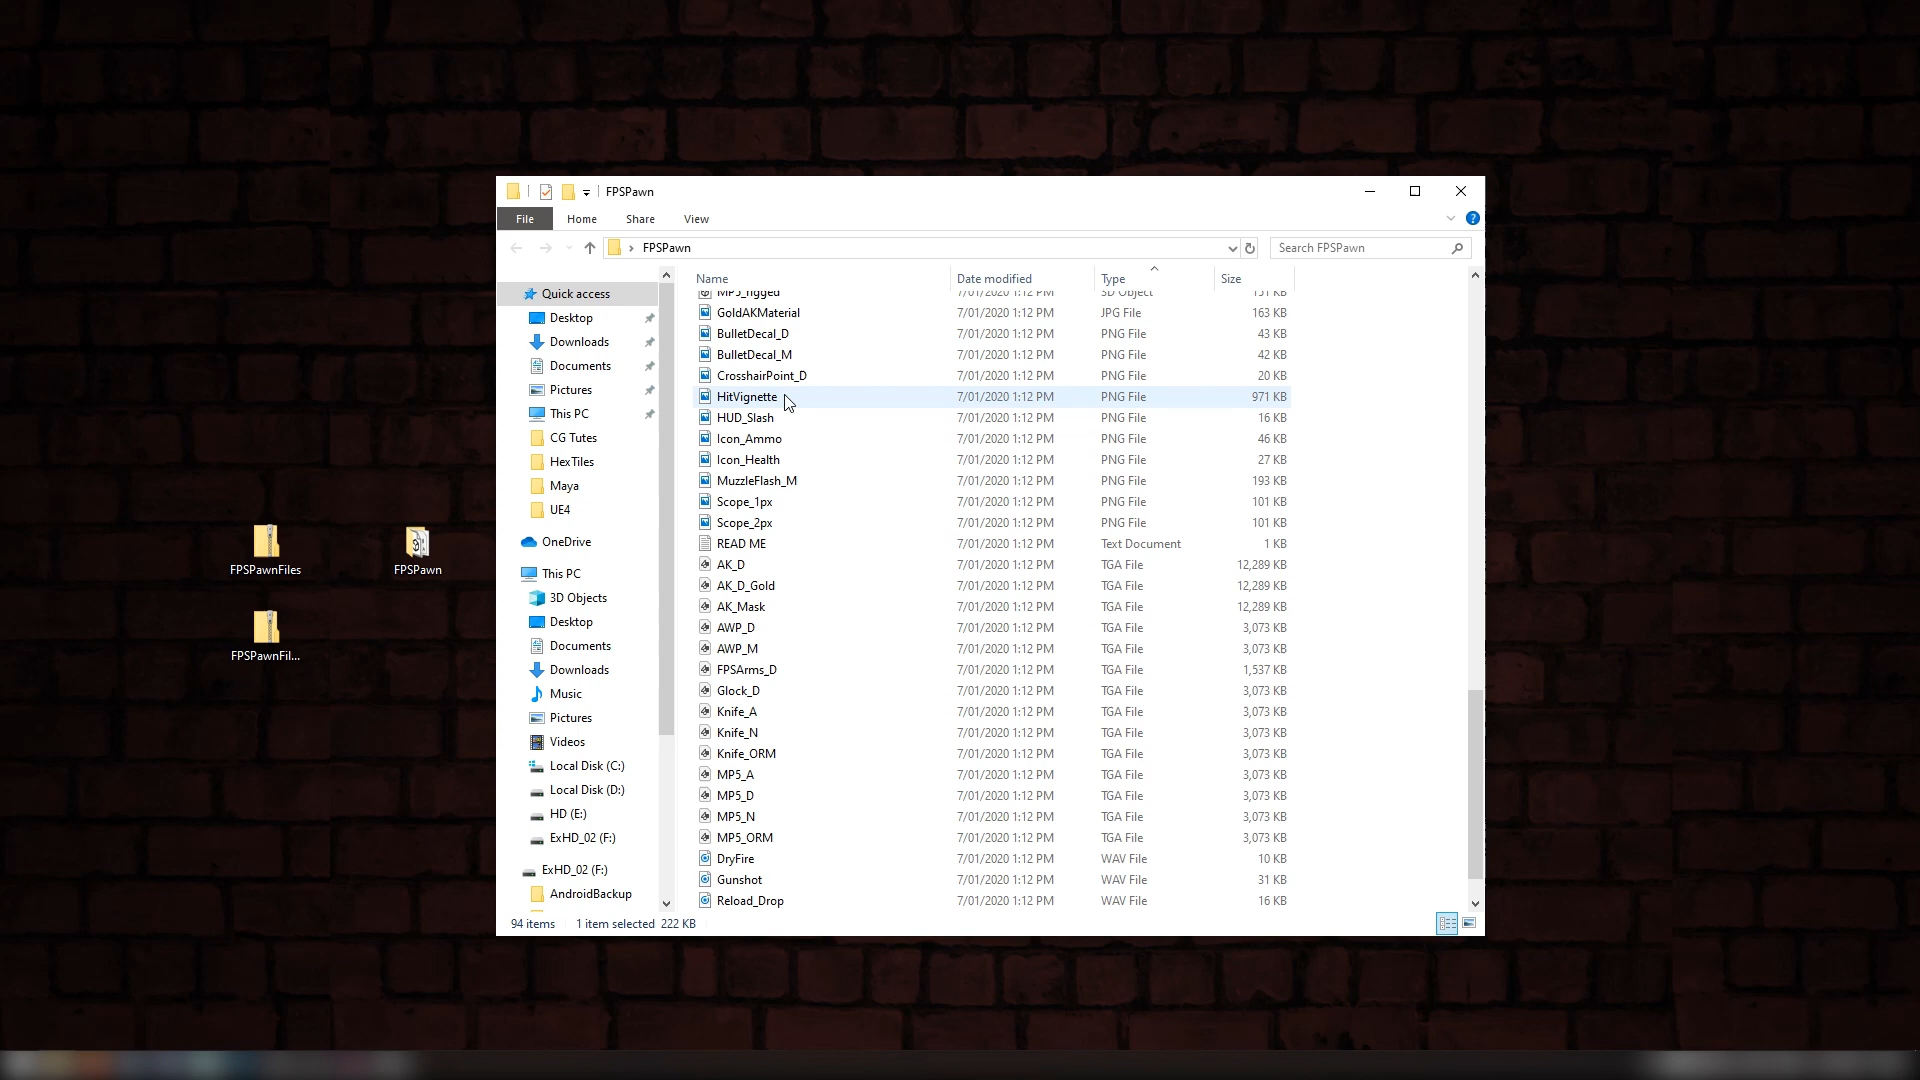 FPSPawn
File Home Share View
FPSPawn
Search FPSPawn
Quick access
Desktop
Downloads
Documents
Pictures
This PC
CG Tutes
HexTiles
Maya
UE4
OneDrive
This PC
3D Objects
Desktop
Documents
Downloads
Music
Pictures
Videos
Local Disk (C:)
Local Disk (D:)
HD (E:)
ExHD_02 (F:)
ExHD_02 (F:)
AndroidBackup
Name Date modified Type Size
MP5_rigged 7/01/2020 1:12 PM 3D Object 151 KB
GoldAKMaterial 7/01/2020 1:12 PM JPG File 163 KB
BulletDecal_D 7/01/2020 1:12 PM PNG File 43 KB
BulletDecal_M 7/01/2020 1:12 PM PNG File 42 KB
CrosshairPoint_D 7/01/2020 1:12 PM PNG File 20 KB
HitVignette 7/01/2020 1:12 PM PNG File 971 KB
HUD_Slash 7/01/2020 1:12 PM PNG File 16 KB
Icon_Ammo 7/01/2020 1:12 PM PNG File 46 KB
Icon_Health 7/01/2020 1:12 PM PNG File 27 KB
MuzzleFlash_M 7/01/2020 1:12 PM PNG File 193 KB
Scope_1px 7/01/2020 1:12 PM PNG File 101 KB
Scope_2px 7/01/2020 1:12 PM PNG File 101 KB
READ ME 7/01/2020 1:12 PM Text Document 1 KB
AK_D 7/01/2020 1:12 PM TGA File 12,289 KB
AK_D_Gold 7/01/2020 1:12 PM TGA File 12,289 KB
AK_Mask 7/01/2020 1:12 PM TGA File 12,289 KB
AWP_D 7/01/2020 1:12 PM TGA File 3,073 KB
AWP_M 7/01/2020 1:12 PM TGA File 3,073 KB
FPSArms_D 7/01/2020 1:12 PM TGA File 1,537 KB
Glock_D 7/01/2020 1:12 PM TGA File 3,073 KB
Knife_A 7/01/2020 1:12 PM TGA File 3,073 KB
Knife_N 7/01/2020 1:12 PM TGA File 3,073 KB
Knife_ORM 7/01/2020 1:12 PM TGA File 3,073 KB
MP5_A 7/01/2020 1:12 PM TGA File 3,073 KB
MP5_D 7/01/2020 1:12 PM TGA File 3,073 KB
MP5_N 7/01/2020 1:12 PM TGA File 3,073 KB
MP5_ORM 7/01/2020 1:12 PM TGA File 3,073 KB
DryFire 7/01/2020 1:12 PM WAV File 10 KB
Gunshot 7/01/2020 1:12 PM WAV File 31 KB
Reload_Drop 7/01/2020 1:12 PM WAV File 16 KB
94 items 1 item selected 222 KB
FPSPawnFiles
FPSPawn
FPSPawnFil...